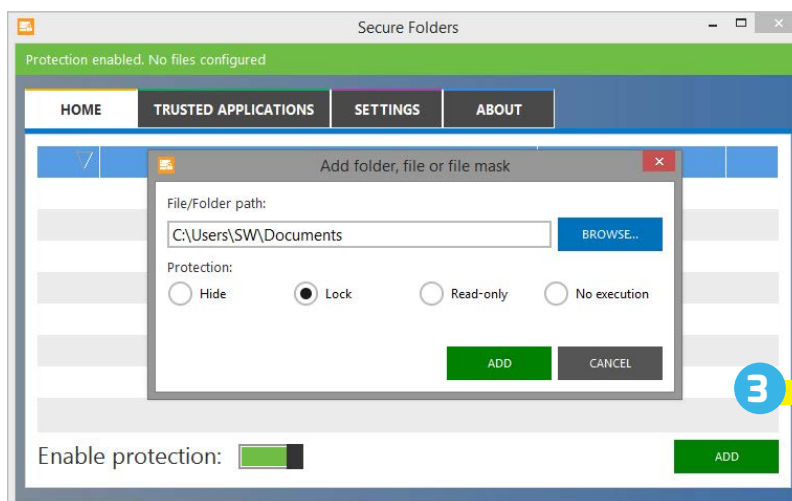 Secure Folders
Protection enabled. No files configured
HOME TRUSTED APPLICATIONS SETTINGS ABOUT
Add folder, file or file mask
File/Folder path:
C:\Users\SW\Documents BROWSE...
Protection:
Hide Lock Read-only No execution
ADD CANCEL
3
Enable protection: ADD